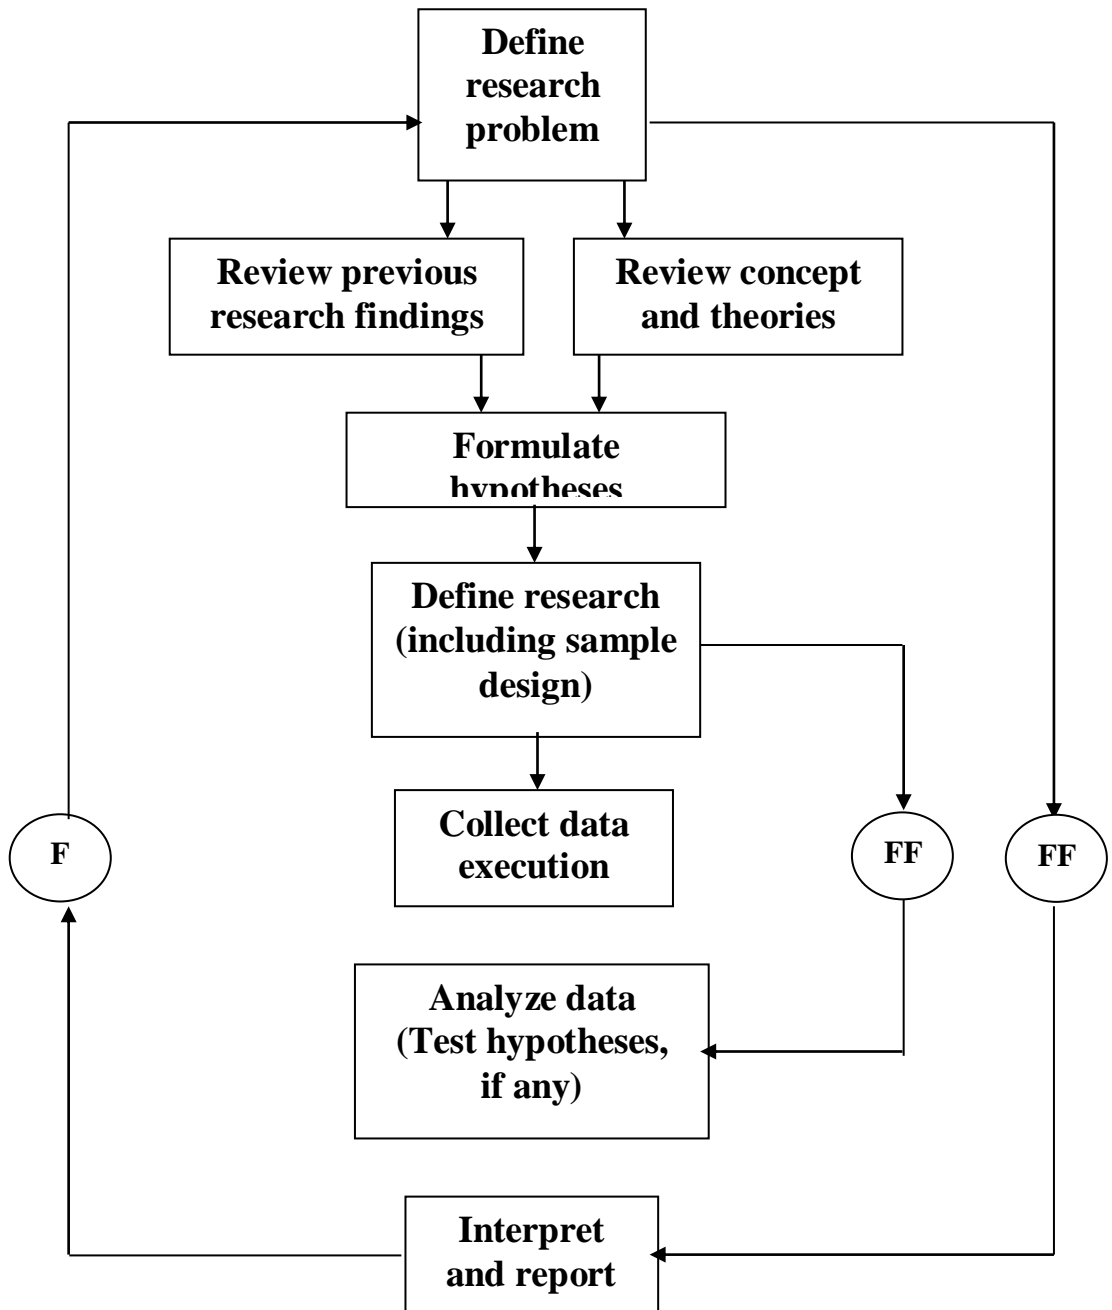 Define
research
problem
Review previous
research findings
Review concept
and theories
Formulate
hypotheses
Define research
(including sample
design)
Collect data
execution
F
FF
FF
Analyze data
(Test hypotheses,
if any)
Interpret
and report